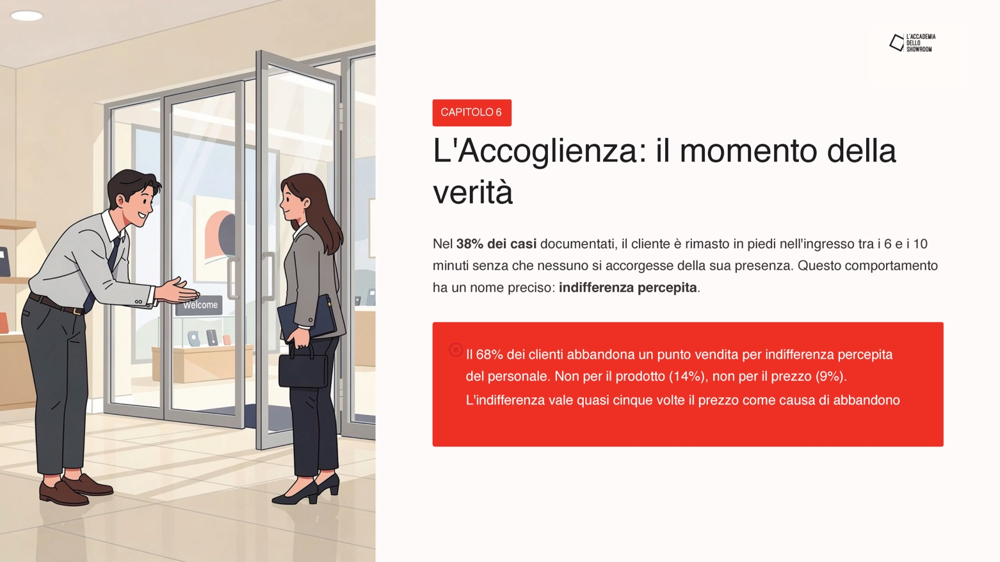 L'ACCADEMIA
DELLO
SHOWROOM
CAPITOLO 6
L'Accoglienza: il momento della
verità
Nel 38% dei casi documentati, il cliente è rimasto in piedi nell'ingresso tra i 6 e i 10
minuti senza che nessuno si accorgesse della sua presenza. Questo comportamento
ha un nome preciso: indifferenza percepita.
Il 68% dei clienti abbandona un punto vendita per indifferenza percepita
del personale. Non per il prodotto (14%), non per il prezzo (9%).
L'indifferenza vale quasi cinque volte il prezzo come causa di abbandono
Welcome